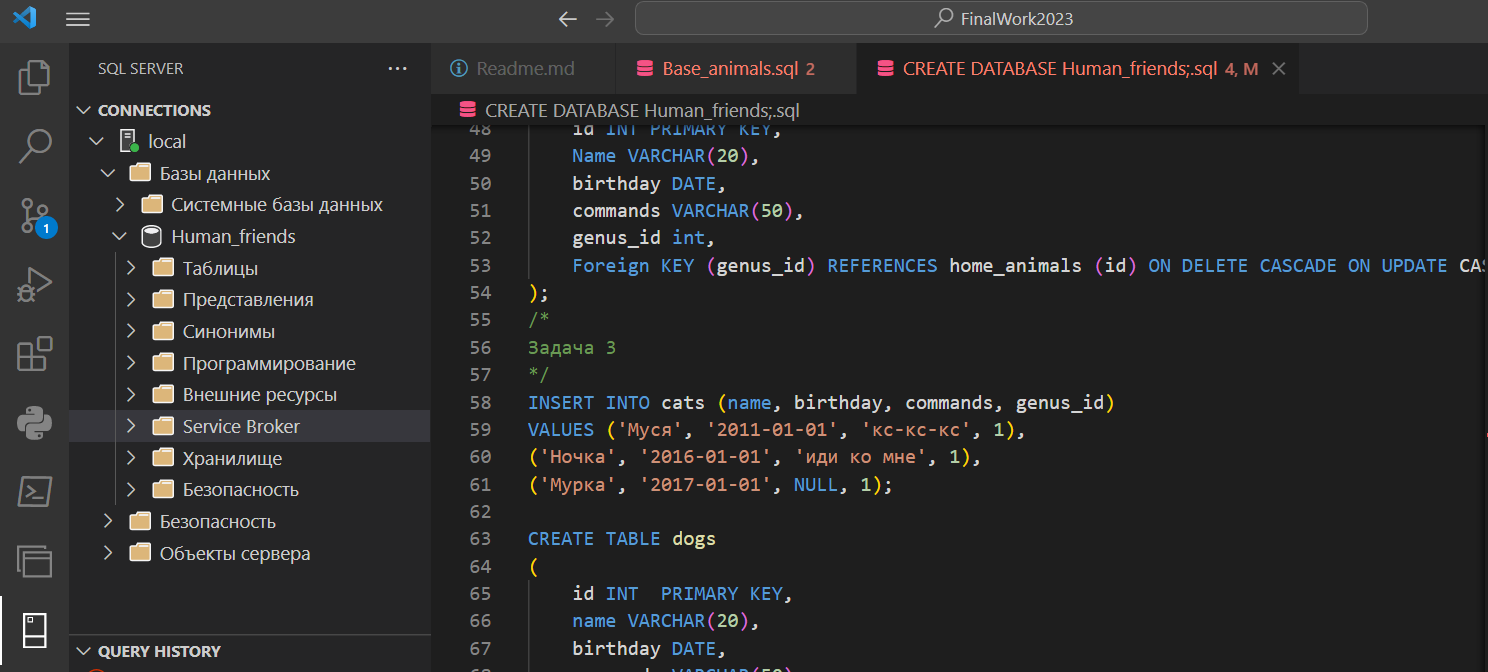 FinalWork2023
SQL SERVER
CONNECTIONS
local
Базы данных
Системные базы данных
Human_friends
Таблицы
Представления
Синонимы
Программирование
Внешние ресурсы
Service Broker
Хранилище
Безопасность
Безопасность
Объекты сервера
QUERY HISTORY
1
Readme.md
Base_animals.sql 2
CREATE DATABASE Human_friends;.sql 4, M
CREATE DATABASE Human_friends;.sql
48 id INT PRIMARY KEY,
49 Name VARCHAR(20),
50 birthday DATE,
51 commands VARCHAR(50),
52 genus_id int,
53 Foreign KEY (genus_id) REFERENCES home_animals (id) ON DELETE CASCADE ON UPDATE CAS
54 );
55 /*
56 Задача 3
57 */
58 INSERT INTO cats (name, birthday, commands, genus_id)
59 VALUES ('Муся', '2011-01-01', 'кс-кс-кс', 1),
60 ('Ночка', '2016-01-01', 'иди ко мне', 1),
61 ('Мурка', '2017-01-01', NULL, 1);
62
63 CREATE TABLE dogs
64 (
65 id INT  PRIMARY KEY,
66 name VARCHAR(20),
67 birthday DATE,